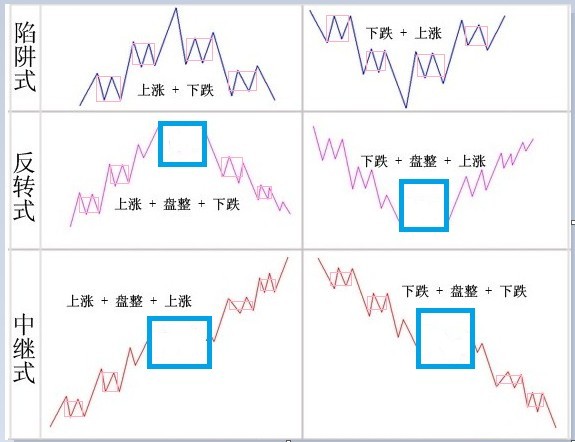 陷阱式
上涨 + 下跌
下跌 + 上涨
反转式
上涨 + 盘整 + 下跌
下跌 + 盘整 + 上涨
中继式
上涨 + 盘整 + 上涨
下跌 + 盘整 + 下跌